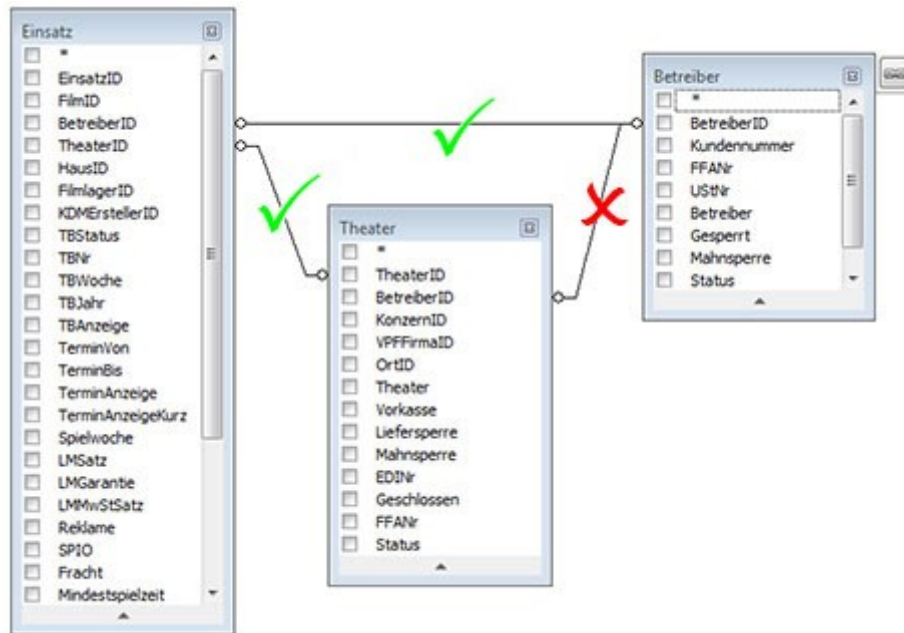 Einsatz
*
EinsatzID
FilmID
BetreiberID
TheaterID
HausID
FilmlagerID
KDMErstellerID
TBStatus
TBNr
TBWoche
TBJahr
TBAnzeige
TerminVon
TerminBis
TerminAnzeige
TerminAnzeigeKurz
Spielwoche
LMSatz
LMGarantie
LMMwStSatz
Reklame
SPIO
Fracht
Mindestspielzeit
Theater
*
TheaterID
BetreiberID
KonzernID
VPFFirmaID
OrtID
Theater
Vorkasse
Liefersperre
Mahnsperre
EDINr
Geschlossen
FFANr
Status
Betreiber
*
BetreiberID
Kundennummer
FFANr
UStNr
Betreiber
Gesperrt
Mahnsperre
Status